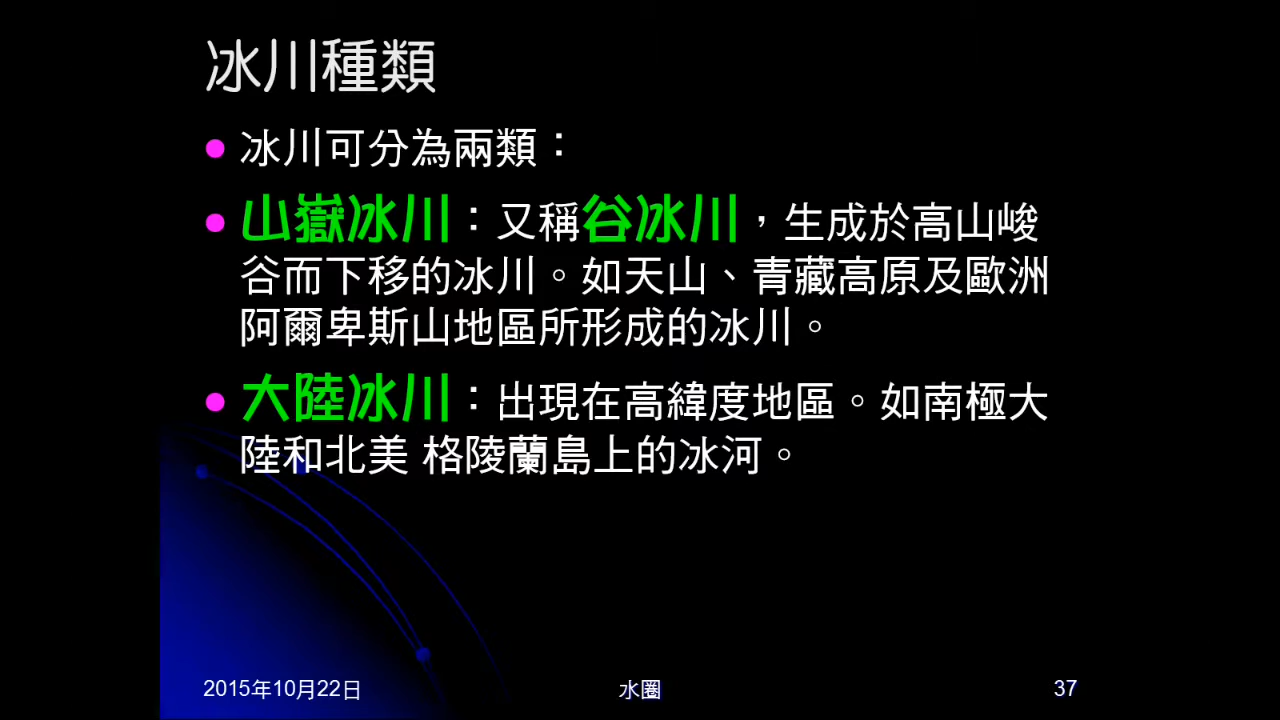 冰川種類
冰川可分為兩類：
山嶽冰川：又稱谷冰川，生成於高山峻
谷而下移的冰川。如天山、青藏高原及歐洲
阿爾卑斯山地區所形成的冰川。
大陸冰川：出現在高緯度地區。如南極大
陸和北美 格陵蘭島上的冰河。
2015年10月22日
水圈
37